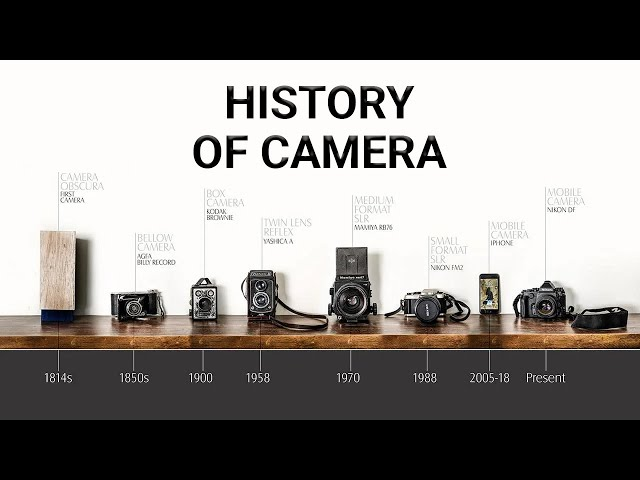 HISTORY
OF CAMERA
CAMERA
OBSCURA
FIRST
CAMERA
BELLOW
CAMERA
AGFA
BILLY RECORD
BOX
CAMERA
KODAK
BROWNIE
TWIN LENS
REFLEX
YASHICA A
MEDIUM
FORMAT
SLR
MAMIYA RB76
SMALL
FORMAT
SLR
NIKON FM2
MOBILE
CAMERA
IPHONE
MOBILE
CAMERA
NIKON DF
1814s
1850s
1900
1958
1970
1988
2005-18
Present